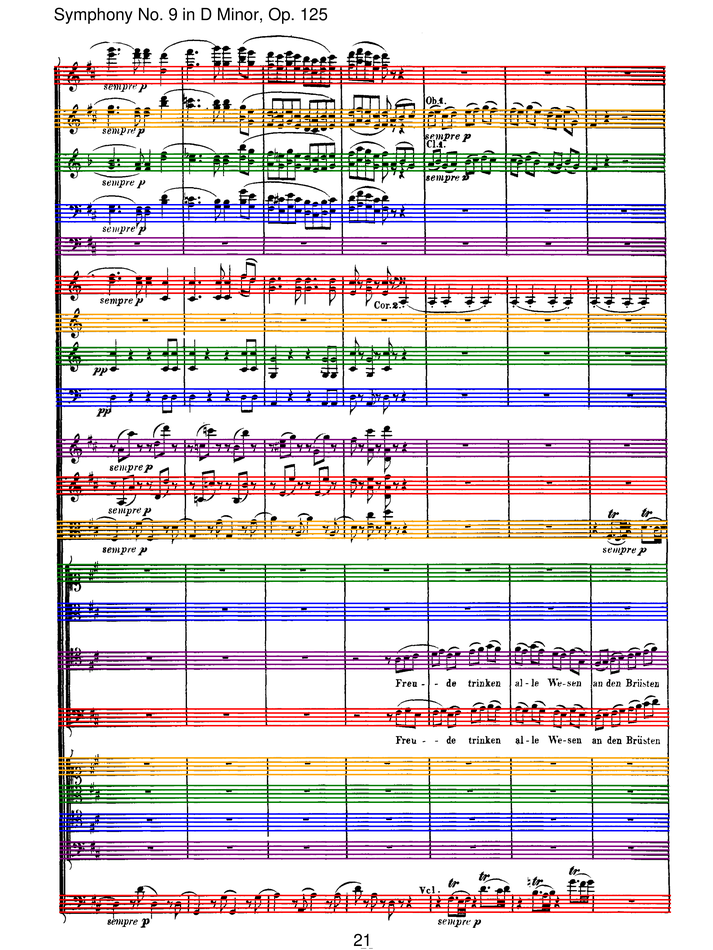 Symphony No. 9 in D Minor, Op. 125
sempre p
Ob.1.
sempre p
sempre p
Cl.1.
sempre p
sempre p
sempre p
sempre p
Cor.2.
pp
pp
sempre p
sempre p
tr tr
sempre p
sempre p
Freu - - de trinken al - le We-sen an den Brüsten
Freu - - de trinken al - le We-sen an den Brüsten
Vcl. tr tr tr tr
sempre p
sempre p
21